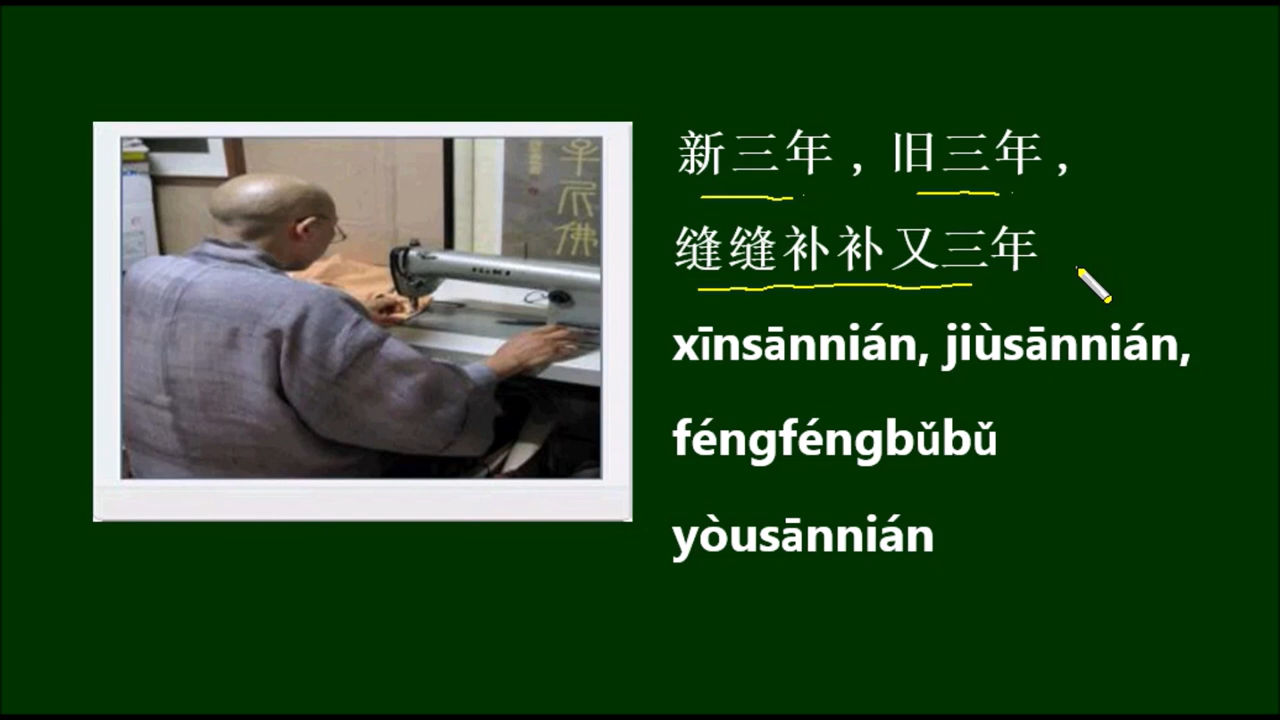 新三年，旧三年，
缝缝补补又三年
xīnsānnián, jiùsānnián,
féngféngbǔbǔ
yòusānnián